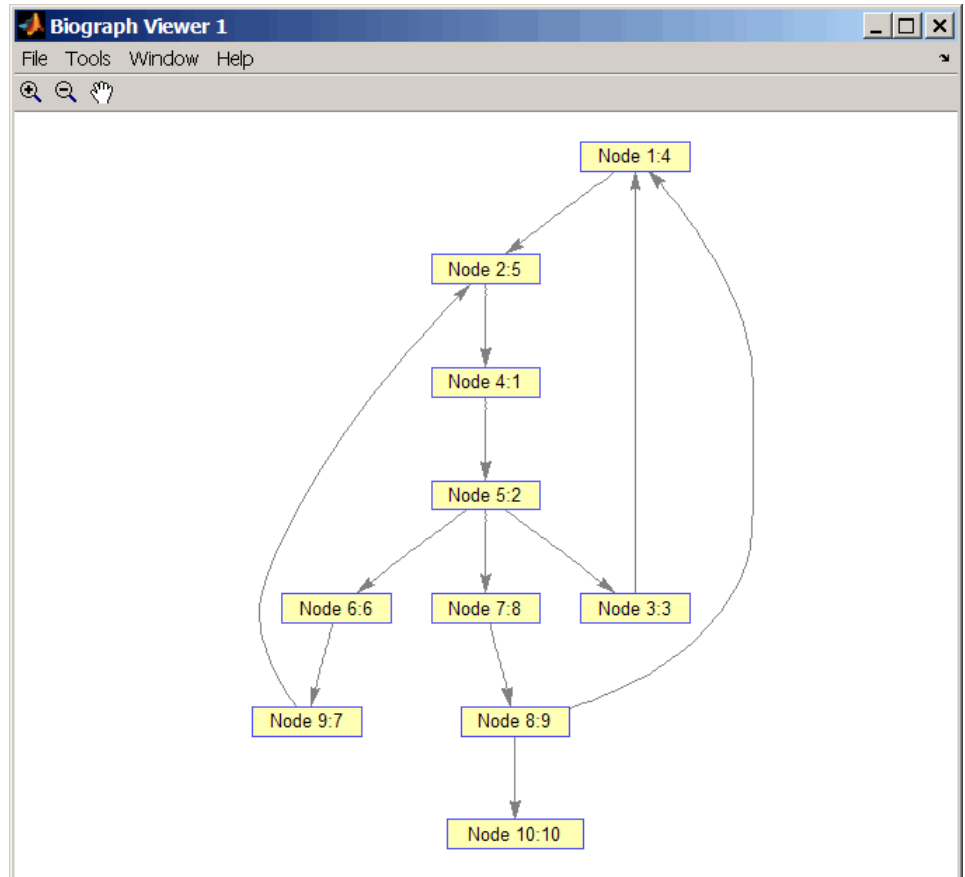 Biograph Viewer 1
File Tools Window Help
Node 1:4
Node 2:5
Node 4:1
Node 5:2
Node 6:6
Node 7:8
Node 3:3
Node 9:7
Node 8:9
Node 10:10